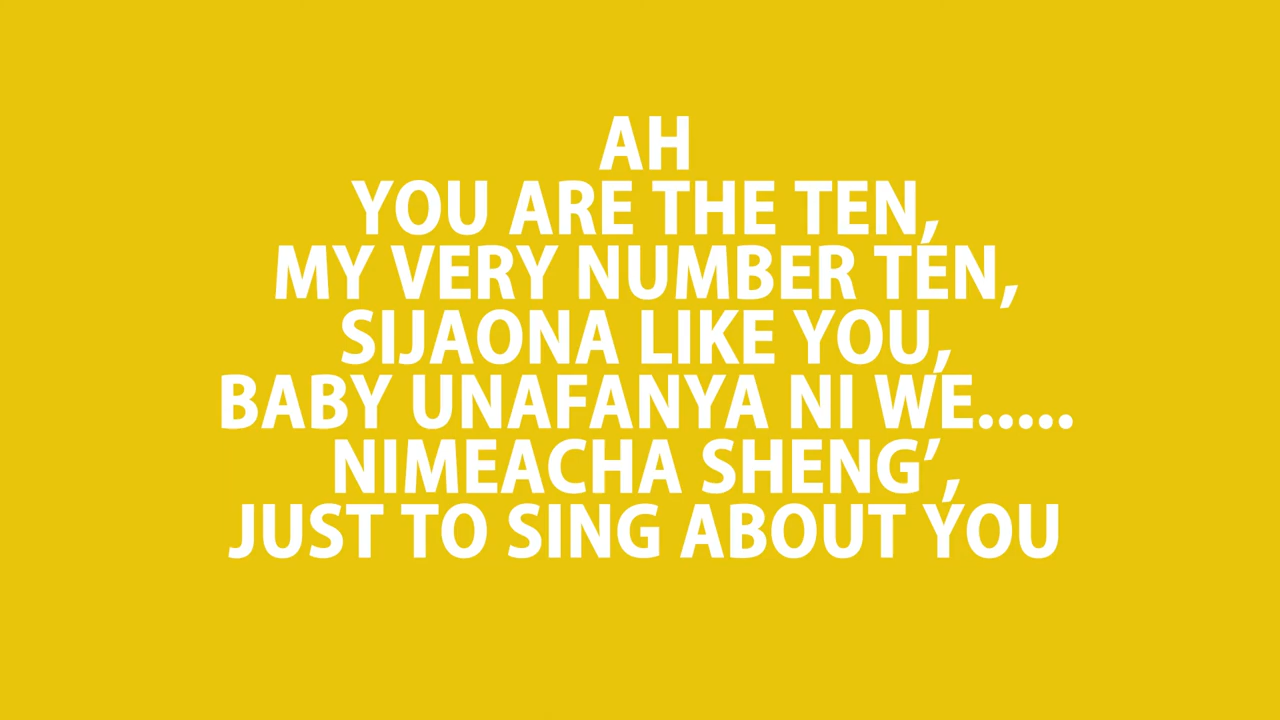 AH
YOU ARE THE TEN,
MY VERY NUMBER TEN,
SIJAONA LIKE YOU,
BABY UNAFANYA NI WE.....
NIMEACHA SHENG’,
JUST TO SING ABOUT YOU